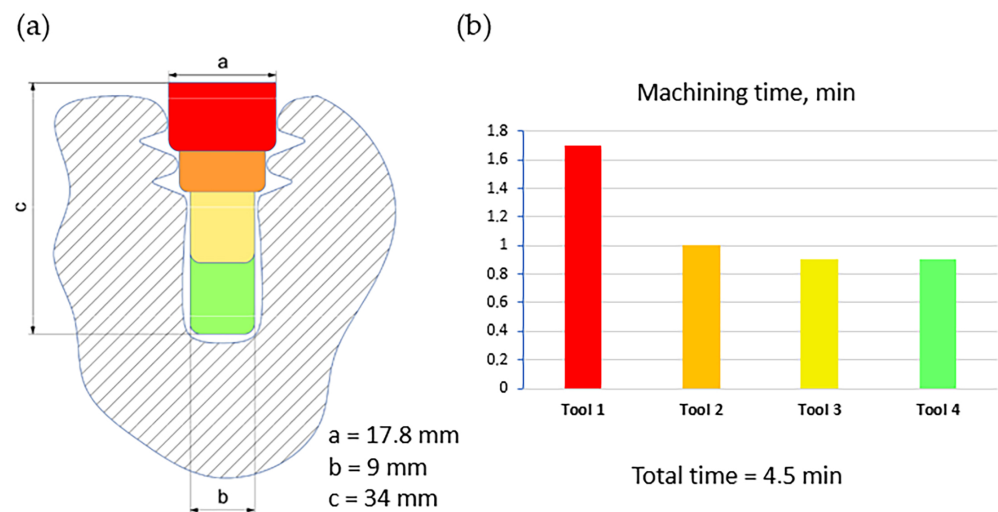 (a)
a
c
b
a = 17.8 mm
b = 9 mm
c = 34 mm
(b)
Machining time, min
1.8
1.6
1.4
1.2
1
0.8
0.6
0.4
0.2
0
Tool 1 Tool 2 Tool 3 Tool 4
Total time = 4.5 min